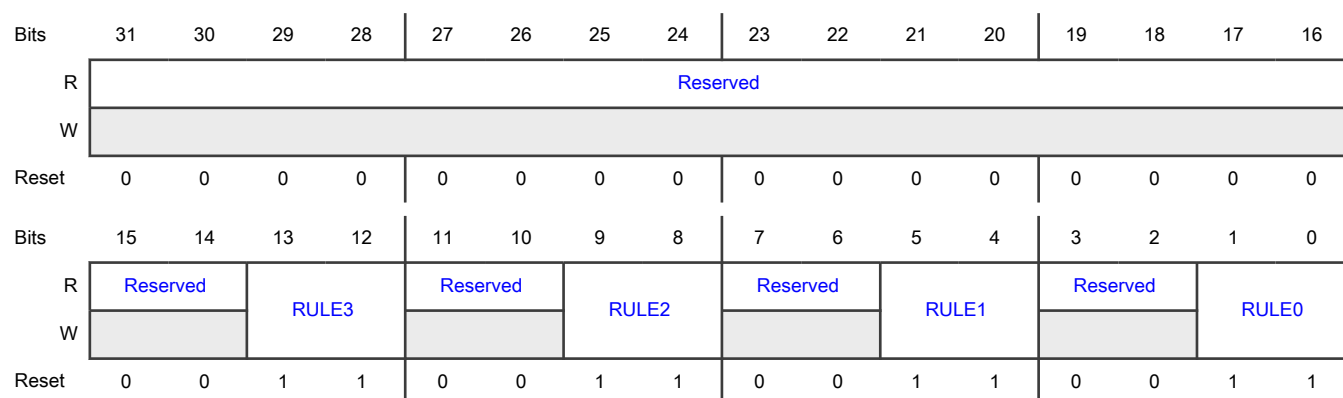 Bits 31 30 29 28 27 26 25 24 23 22 21 20 19 18 17 16
R Reserved
W
Reset 0 0 0 0 0 0 0 0 0 0 0 0 0 0 0 0
Bits 15 14 13 12 11 10 9 8 7 6 5 4 3 2 1 0
R Reserved RULE3 Reserved RULE2 Reserved RULE1 Reserved RULE0
W
Reset 0 0 1 1 0 0 1 1 0 0 1 1 0 0 1 1